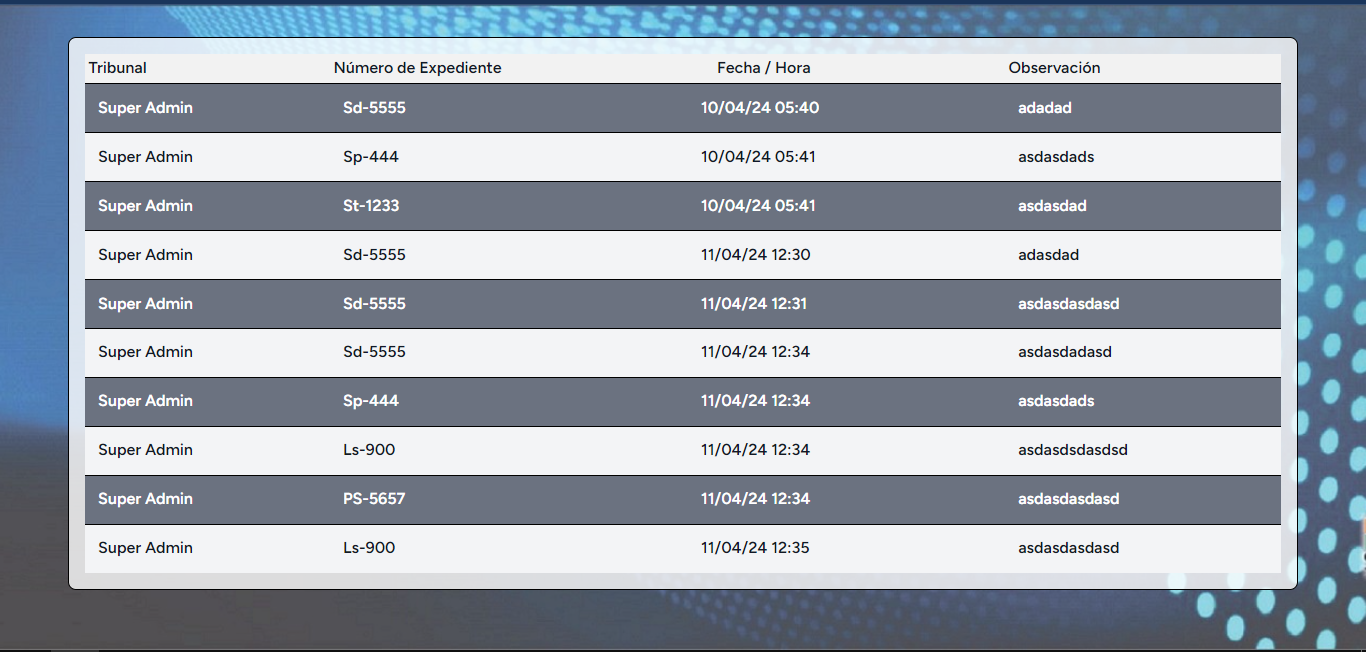 Tribunal Número de Expediente Fecha / Hora Observación
Super Admin Sd-5555 10/04/24 05:40 adadad
Super Admin Sp-444 10/04/24 05:41 asdasdads
Super Admin St-1233 10/04/24 05:41 asdasdad
Super Admin Sd-5555 11/04/24 12:30 adasdad
Super Admin Sd-5555 11/04/24 12:31 asdasdasdasd
Super Admin Sd-5555 11/04/24 12:34 asdasdadasd
Super Admin Sp-444 11/04/24 12:34 asdasdads
Super Admin Ls-900 11/04/24 12:34 asdasdsdasdsd
Super Admin PS-5657 11/04/24 12:34 asdasdasdasd
Super Admin Ls-900 11/04/24 12:35 asdasdasdasd